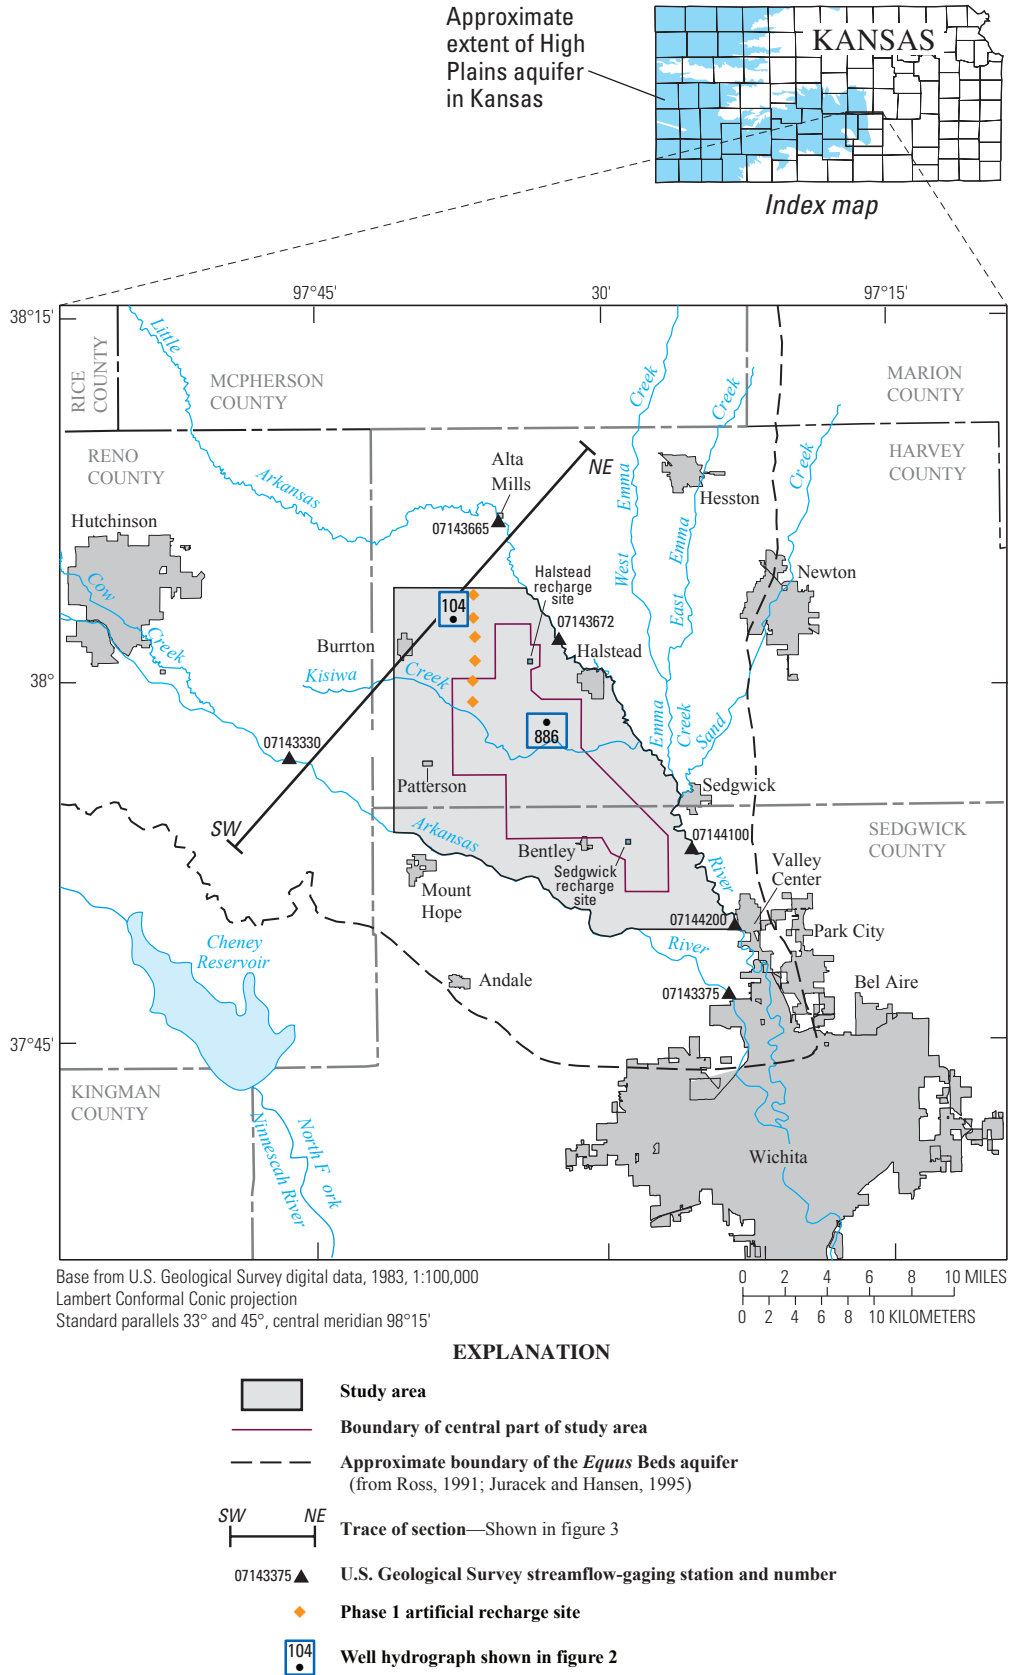 Approximate
extent of High
Plains aquifer
in Kansas
KANSAS
Index map
97°45'
30'
97°15'
38°15'
38°
37°45'
RICE
COUNTY
MCPHERSON
COUNTY
MARION
COUNTY
RENO
COUNTY
HARVEY
COUNTY
SEDGWICK
COUNTY
KINGMAN
COUNTY
Little
Arkansas
River
West
Emma
Creek
East
Emma
Creek
Emma
Creek
Sand
Creek
Cow
Creek
Kisiwa
Creek
Arkansas
River
Cheney
Reservoir
North F ork
Ninnescah River
Alta
Mills
NE
SW
Hesston
Hutchinson
Newton
Burrton
Halstead
Halstead
recharge
site
Patterson
Sedgwick
Bentley
Sedgwick
recharge
site
Mount
Hope
Valley
Center
Park City
Bel Aire
Andale
Wichita
07143665
07143672
07143330
07144100
07144200
07143375
104
886
Base from U.S. Geological Survey digital data, 1983, 1:100,000
Lambert Conformal Conic projection
Standard parallels 33° and 45°, central meridian 98°15'
0 2 4 6 8 10 MILES
0 2 4 6 8 10 KILOMETERS
EXPLANATION
Study area
Boundary of central part of study area
Approximate boundary of the Equus Beds aquifer
(from Ross, 1991; Juracek and Hansen, 1995)
SW NE
Trace of section—Shown in figure 3
07143375 U.S. Geological Survey streamflow-gaging station and number
Phase 1 artificial recharge site
104
Well hydrograph shown in figure 2